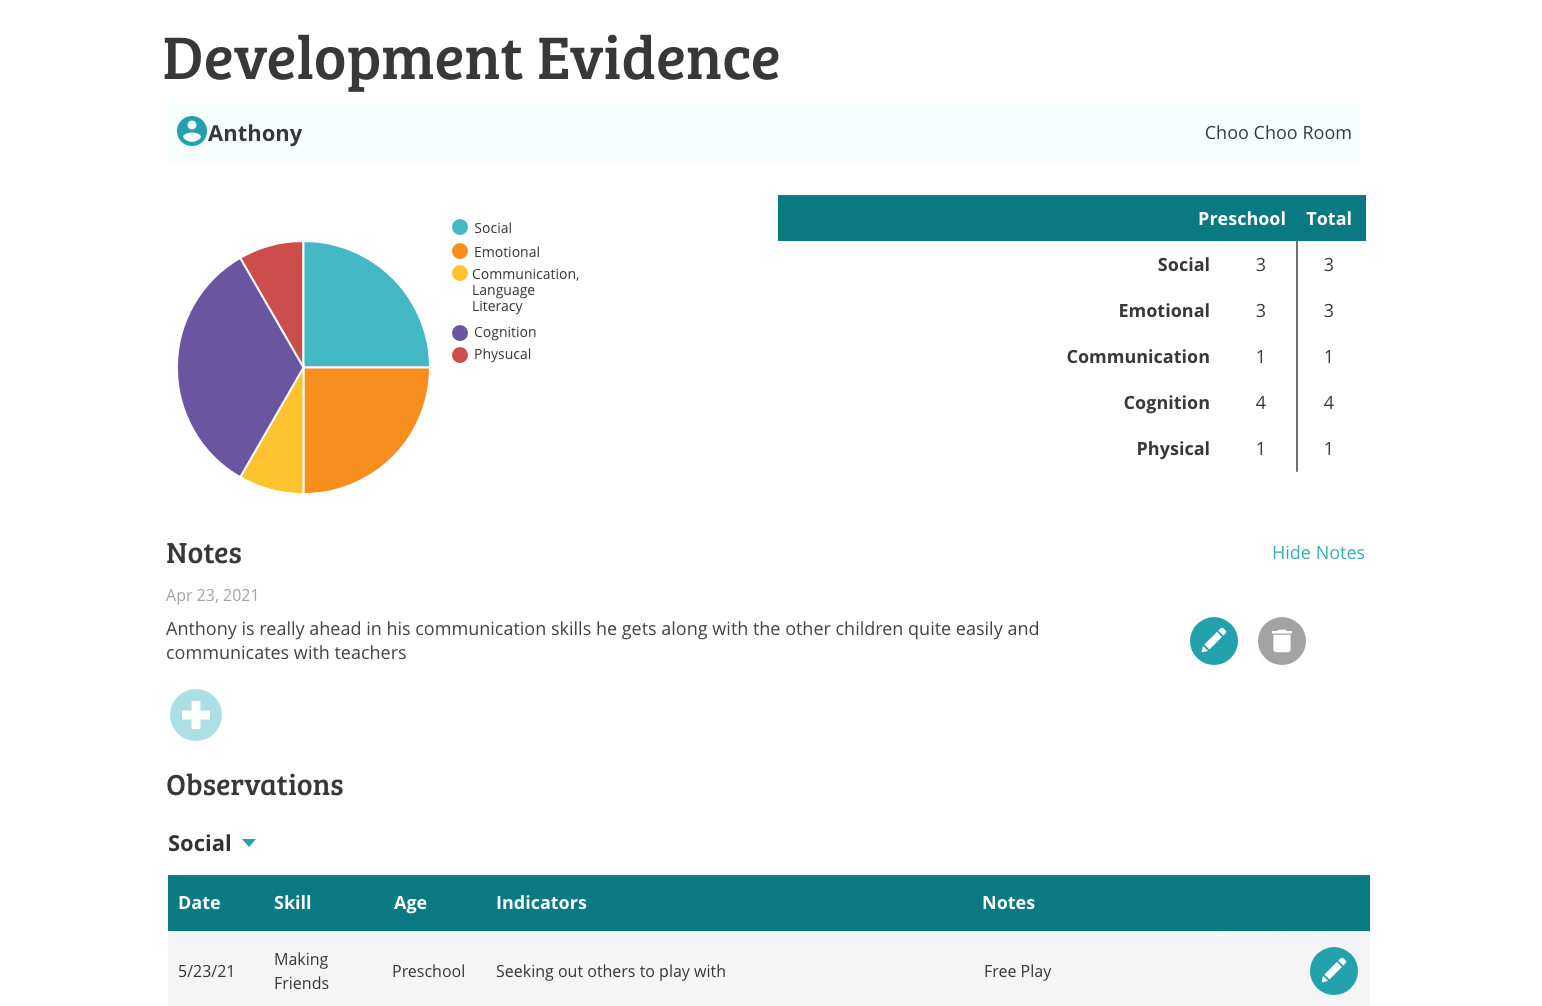 Development Evidence
Anthony
Choo Choo Room
Social
Emotional
Communication,
Language
Literacy
Cognition
Physucal
Preschool Total
Social 3 3
Emotional 3 3
Communication 1 1
Cognition 4 4
Physical 1 1
Notes
Hide Notes
Apr 23, 2021
Anthony is really ahead in his communication skills he gets along with the other children quite easily and
communicates with teachers
Observations
Social
Date Skill Age Indicators Notes
5/23/21
Making
Friends
Preschool
Seeking out others to play with
Free Play